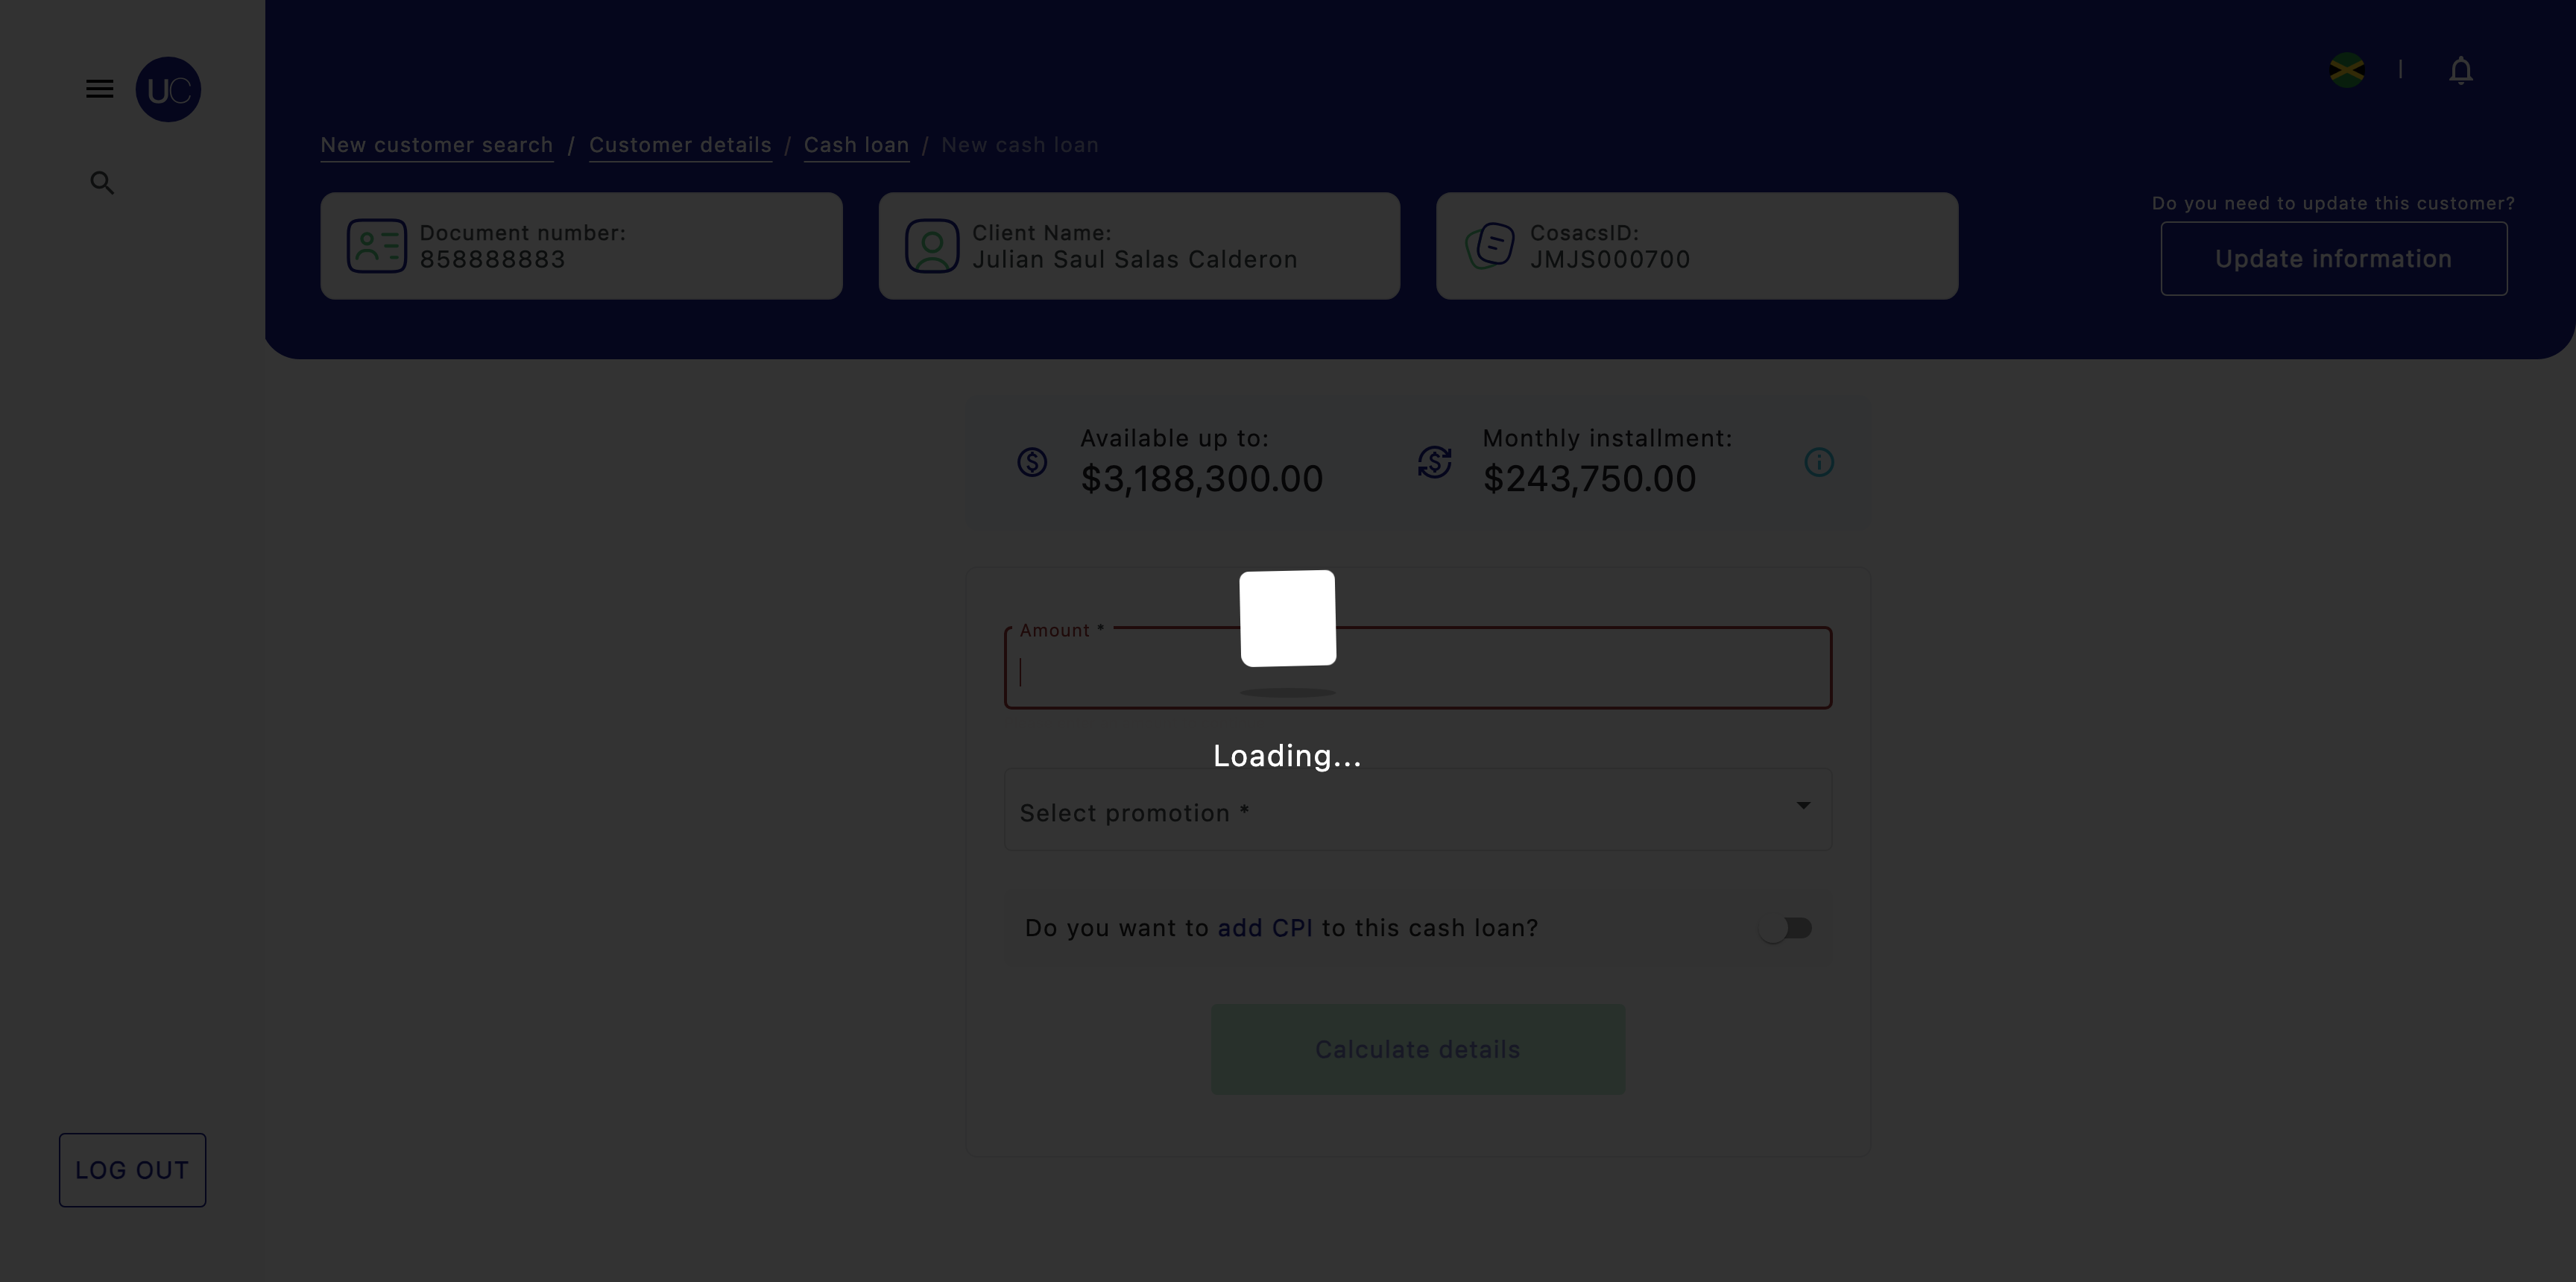 UC
New customer search / Customer details / Cash loan / New cash loan
Document number:
858888883
Client Name:
Julian Saul Salas Calderon
CosacsID:
JMJS000700
Do you need to update this customer?
Update information
Available up to:
$3,188,300.00
Monthly installment:
$243,750.00
Amount *
Loading...
Select promotion *
Do you want to add CPI to this cash loan?
Calculate details
LOG OUT